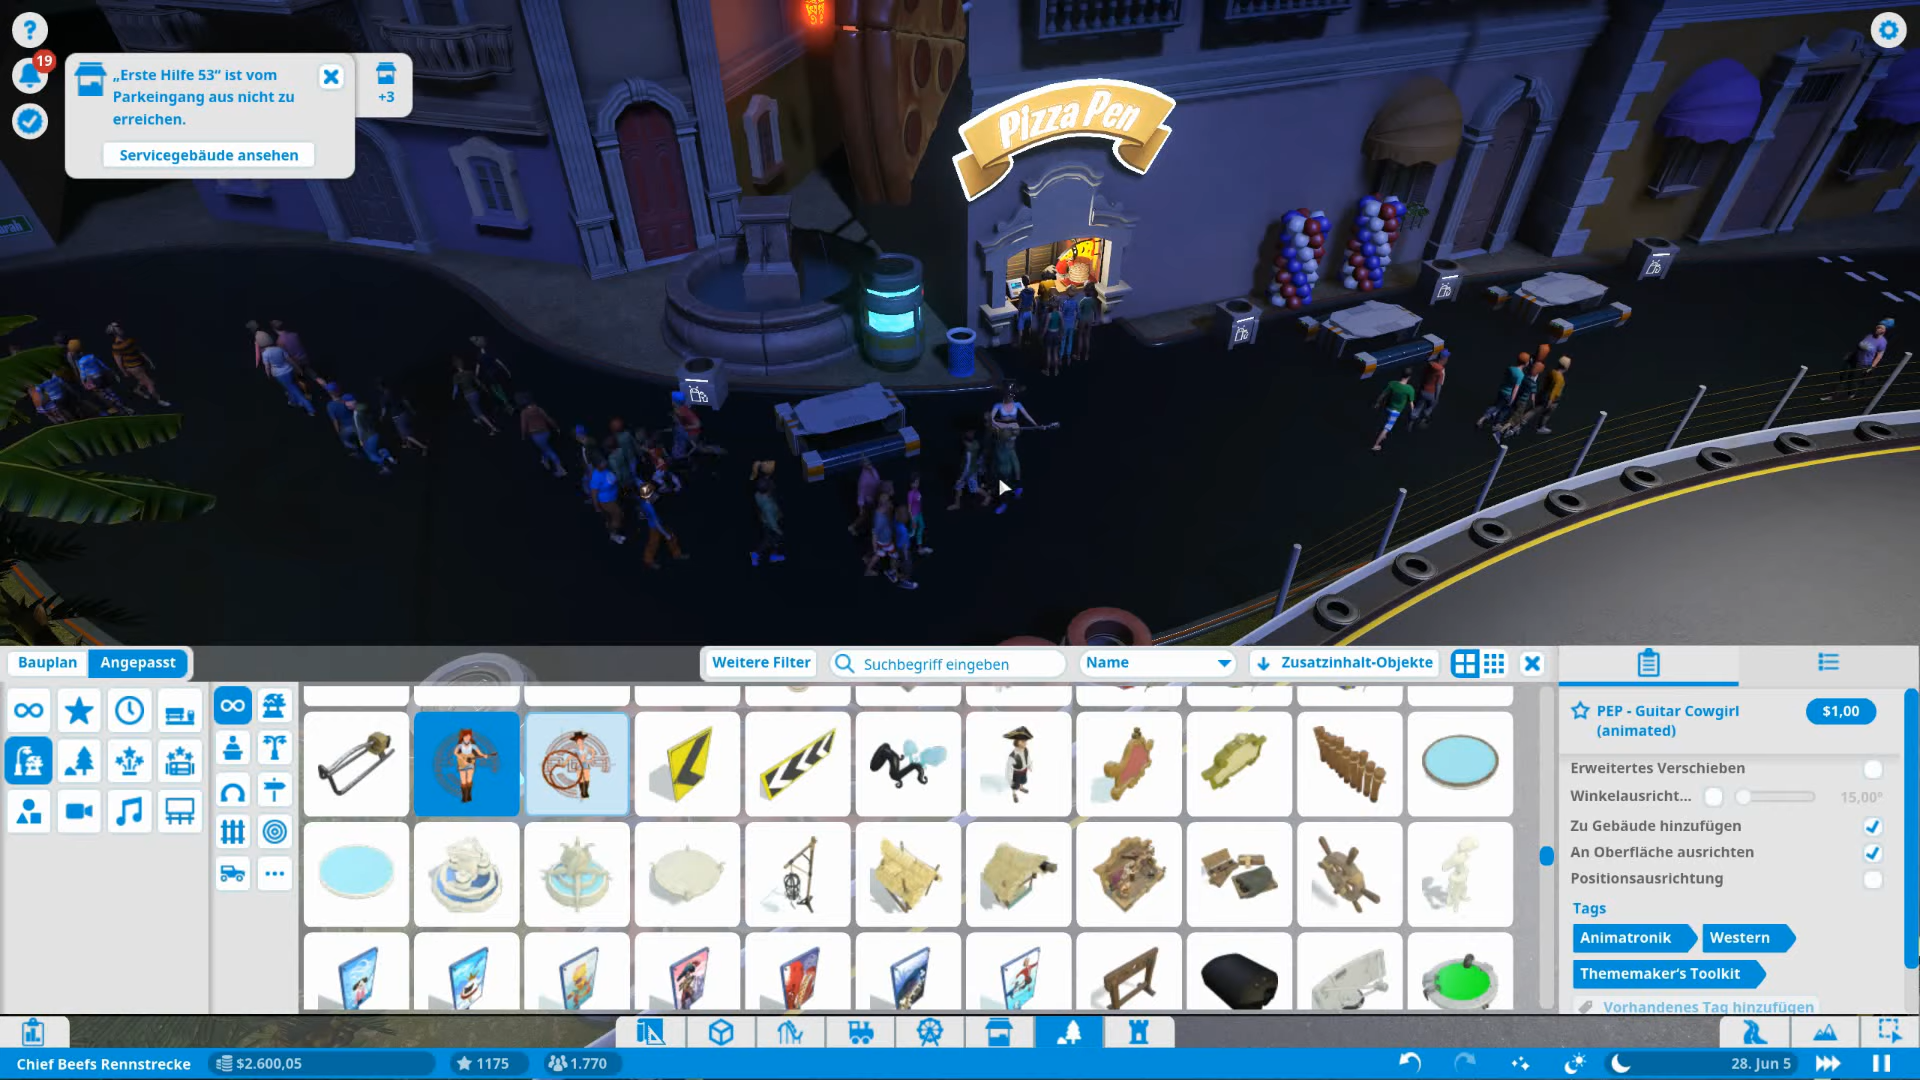 ?
19
„Erste Hilfe 53“ ist vom
Parkeingang aus nicht zu
erreichen.
Servicegebäude ansehen
+3
Pizza Pen
Bauplan
Angepasst
Weitere Filter
Suchbegriff eingeben
Name
Zusatzinhalt-Objekte
PEP - Guitar Cowgirl
(animated)
$1,00
Erweitertes Verschieben
Winkelausricht...
15,00°
Zu Gebäude hinzufügen
An Oberfläche ausrichten
Positionsausrichtung
Tags
Animatronik
Western
Thememaker's Toolkit
Vorhandenes Tag hinzufügen
Chief Beefs Rennstrecke
$2.600,05
1175
1.770
28. Jun 5